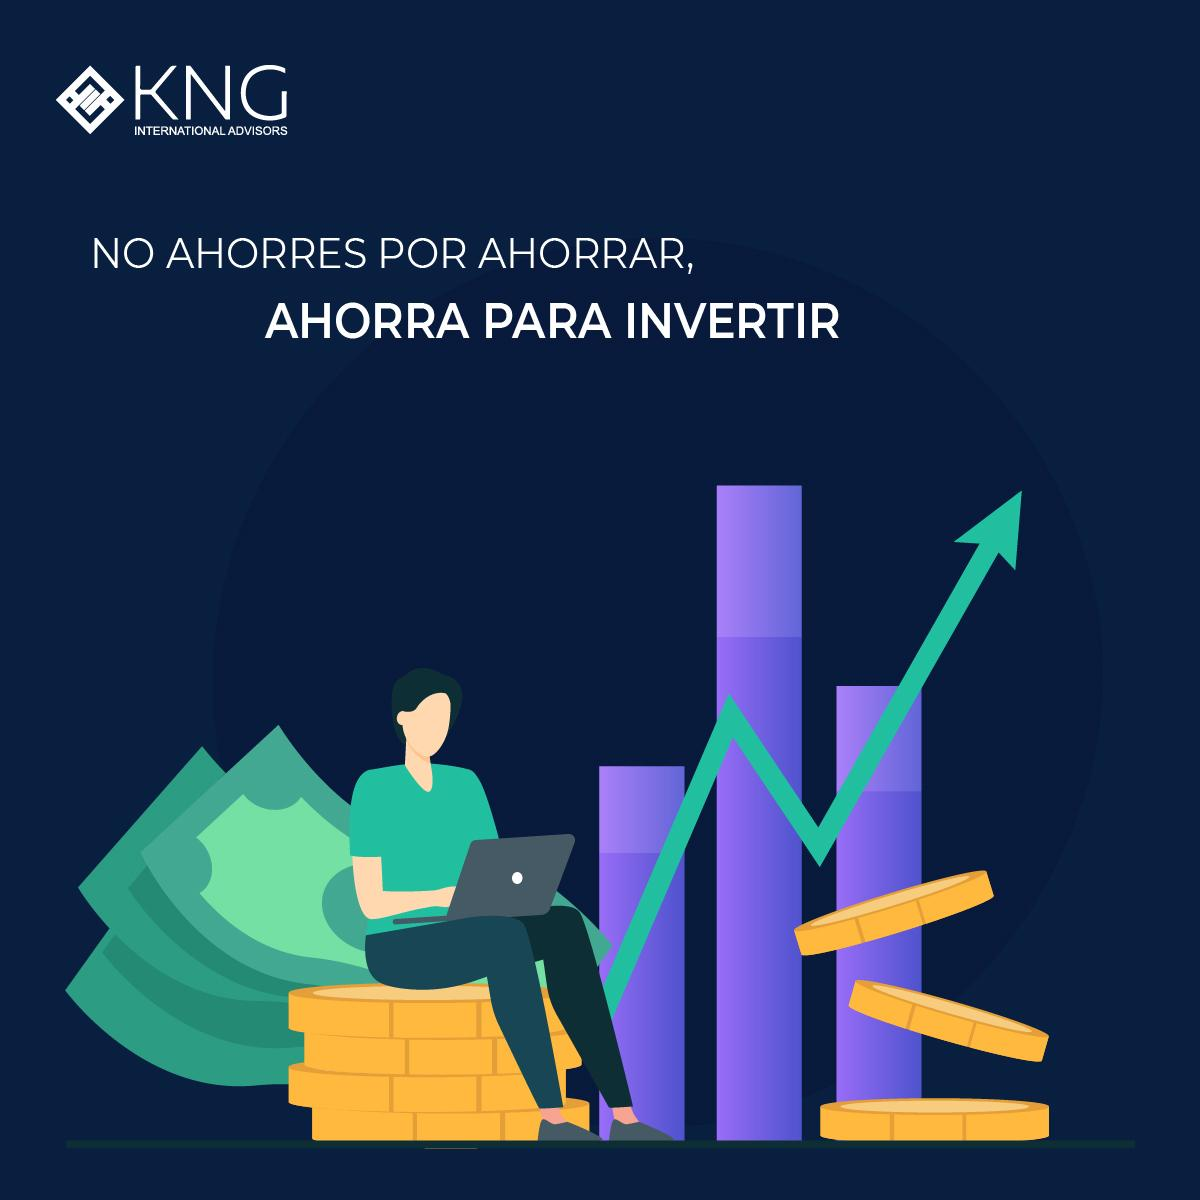 KNG
INTERNATIONAL ADVISORS
NO AHORRES POR AHORRAR,
AHORRA PARA INVERTIR